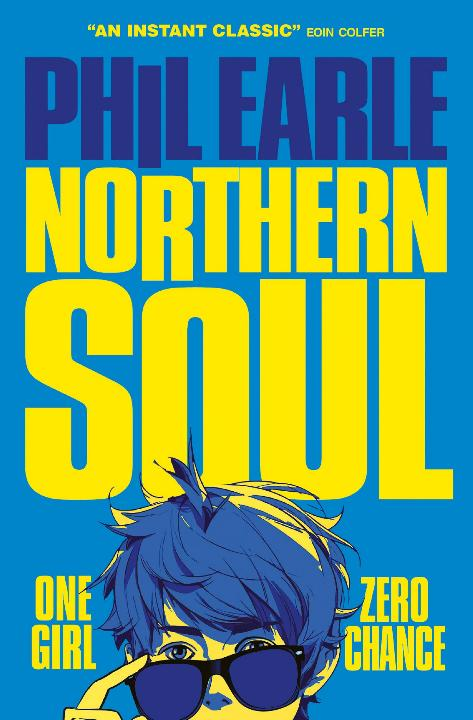 “AN INSTANT CLASSIC” EOIN COLFER
PHIL EARLE
NORTHERN
SOUL
ONE
GIRL
ZERO
CHANCE